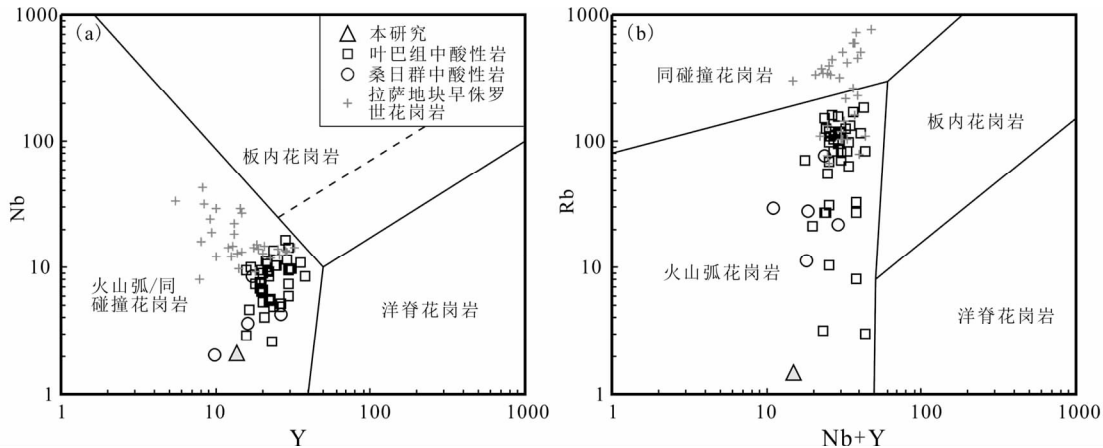 (a)
本研究
叶巴组中酸性岩
桑日群中酸性岩
拉萨地块早侏罗
世花岗岩
板内花岗岩
火山弧/同
碰撞花岗岩
洋脊花岗岩
1000
100
10
1
Nb
1
10
100
1000
Y
(b)
同碰撞花岗岩
板内花岗岩
火山弧花岗岩
洋脊花岗岩
1000
100
10
1
Rb
1
10
100
1000
Nb+Y